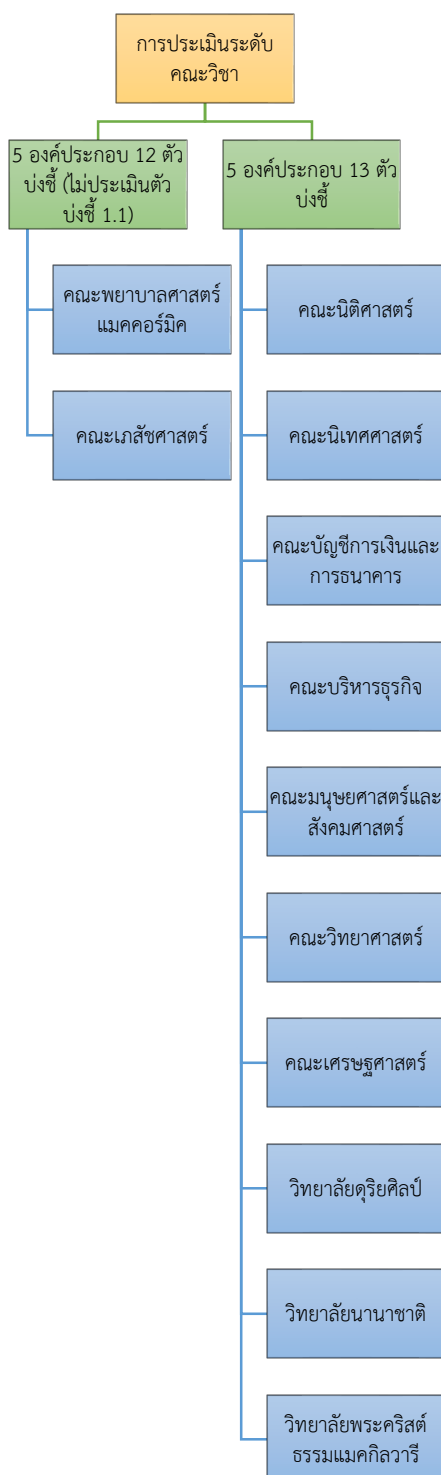 การประเมินระดับ
คณะวิชา
5 องค์ประกอบ 12 ตัว
บ่งชี้ (ไม่ประเมินตัว
บ่งชี้ 1.1)
คณะพยาบาลศาสตร์
แมคคอร์มิค
คณะเภสัชศาสตร์
5 องค์ประกอบ 13 ตัว
บ่งชี้
คณะนิติศาสตร์
คณะนิเทศศาสตร์
คณะบัญชีการเงินและ
การธนาคาร
คณะบริหารธุรกิจ
คณะมนุษยศาสตร์และ
สังคมศาสตร์
คณะวิทยาศาสตร์
คณะเศรษฐศาสตร์
วิทยาลัยดุริยศิลป์
วิทยาลัยนานาชาติ
วิทยาลัยพระคริสต์
ธรรมแมคกิลวารี